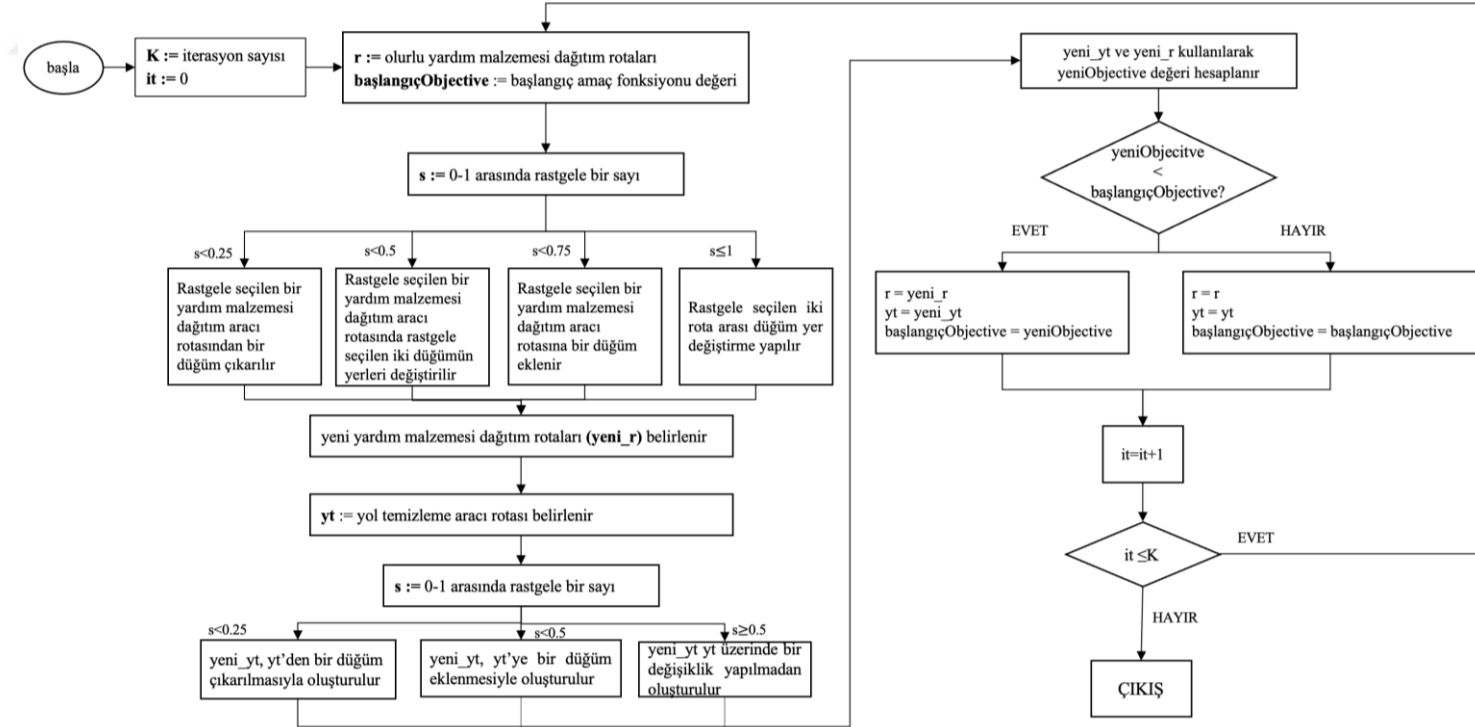 başla
K := iterasyon sayısı
it := 0
r := olurlu yardım malzemesi dağıtım rotaları
başlangıçObjective := başlangıç amaç fonksiyonu değeri
s := 0-1 arasında rastgele bir sayı
s<0.25
Rastgele seçilen bir
yardım malzemesi
dağıtım aracı
rotasından bir
düğüm çıkarılır
s<0.5
Rastgele seçilen bir
yardım malzemesi
dağıtım aracı
rotasında rastgele
seçilen iki düğümün
yerleri değiştirilir
s<0.75
Rastgele seçilen bir
yardım malzemesi
dağıtım aracı
rotasına bir düğüm
eklenir
s≤1
Rastgele seçilen iki
rota arası düğüm yer
değiştirme yapılır
yeni yardım malzemesi dağıtım rotaları (yeni_r) belirlenir
yt := yol temizleme aracı rotası belirlenir
s := 0-1 arasında rastgele bir sayı
s<0.25
yeni_yt, yt’den bir düğüm
çıkarılmasıyla oluşturulur
s<0.5
yeni_yt, yt’ye bir düğüm
eklenmesiyle oluşturulur
s≥0.5
yeni_yt yt üzerinde bir
değişiklik yapılmadan
oluşturulur
yeni_yt ve yeni_r kullanılarak
yeniObjective değeri hesaplanır
yeniObjecitve
<
başlangıçObjective?
EVET
r = yeni_r
yt = yeni_yt
başlangıçObjective = yeniObjective
HAYIR
r = r
yt = yt
başlangıçObjective = başlangıçObjective
it=it+1
it ≤K
EVET
HAYIR
ÇIKIŞ